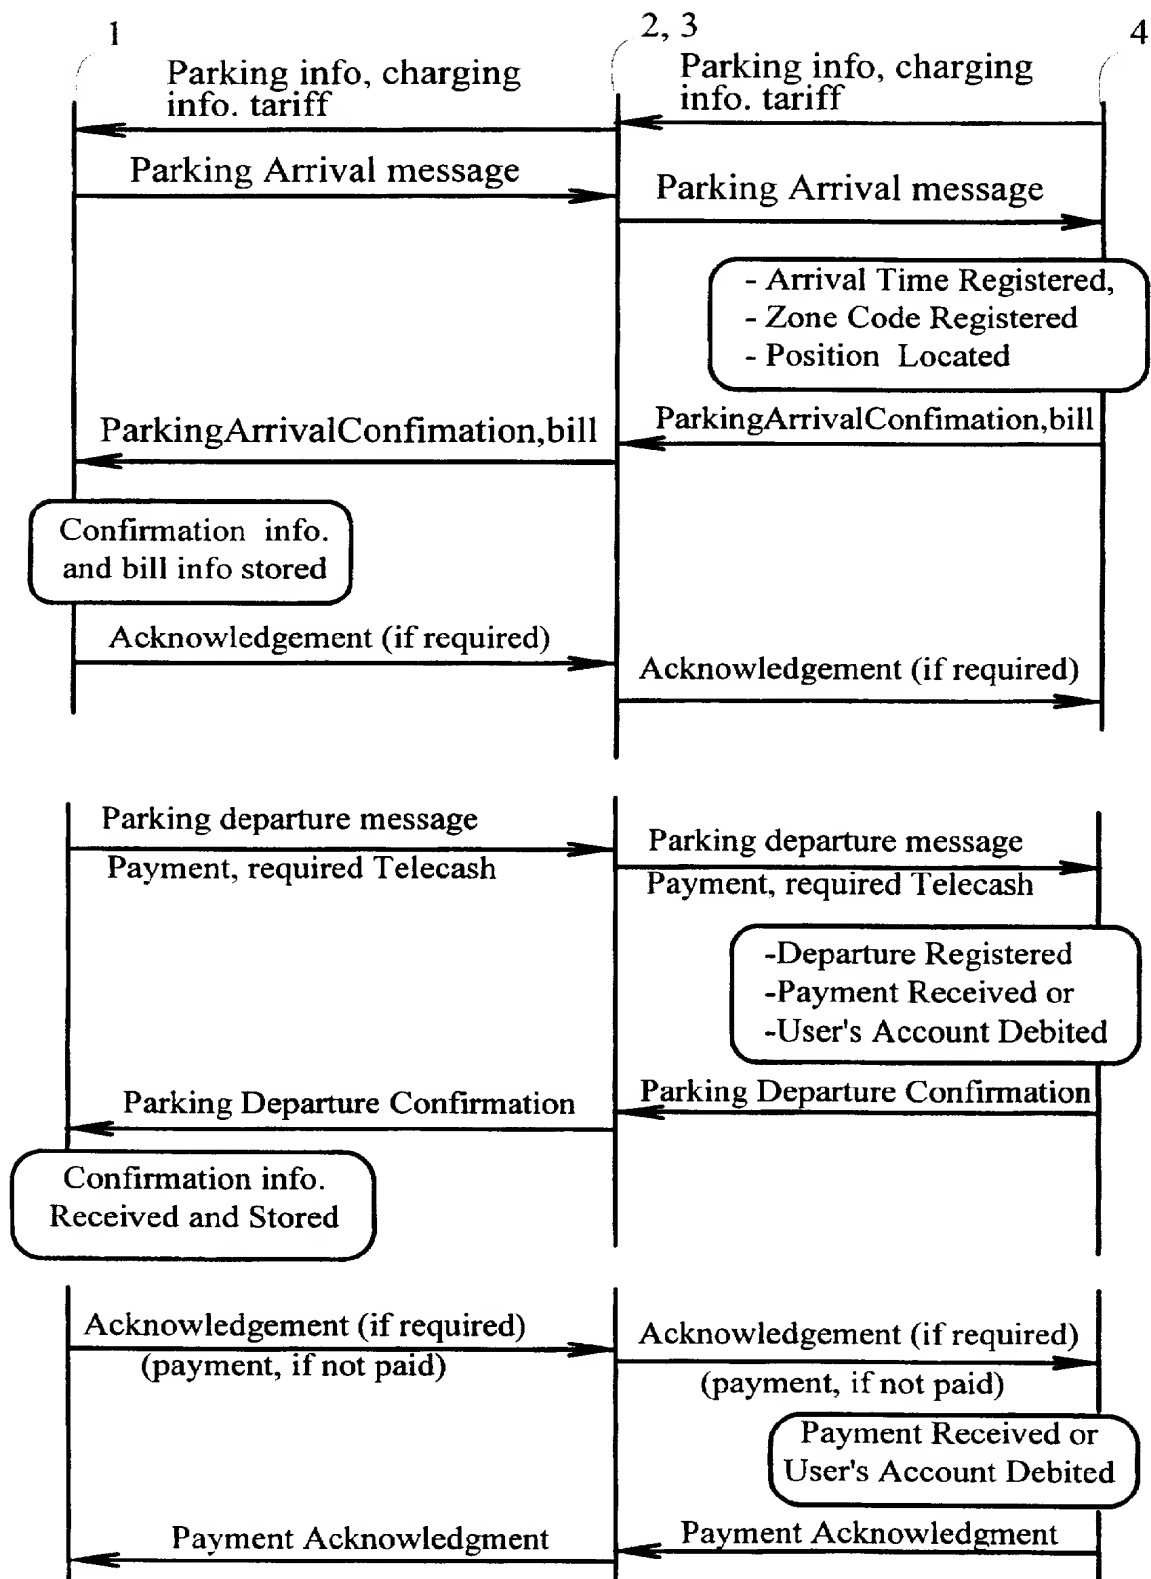 1
2, 3
4
Parking info, charging
info. tariff
Parking info, charging
info. tariff
Parking Arrival message
Parking Arrival message
- Arrival Time Registered,
- Zone Code Registered
- Position Located
ParkingArrivalConfimation,bill
ParkingArrivalConfimation,bill
Confirmation info.
and bill info stored
Acknowledgement (if required)
Acknowledgement (if required)
Parking departure message
Payment, required Telecash
Parking departure message
Payment, required Telecash
-Departure Registered
-Payment Received or
-User's Account Debited
Parking Departure Confirmation
Parking Departure Confirmation
Confirmation info.
Received and Stored
Acknowledgement (if required)
(payment, if not paid)
Acknowledgement (if required)
(payment, if not paid)
Payment Received or
User's Account Debited
Payment Acknowledgment
Payment Acknowledgment